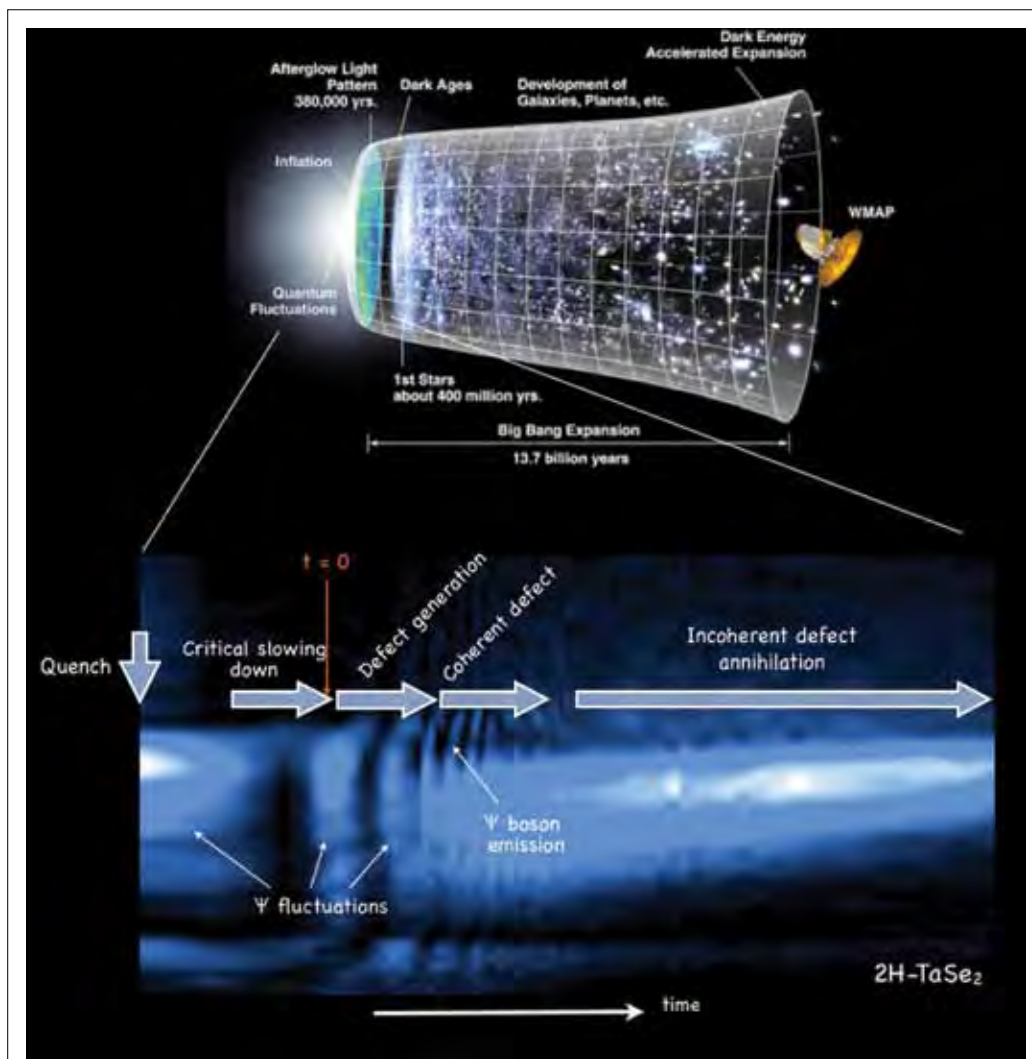 Dark Energy
Accelerated Expansion
Afterglow Light
Pattern
380,000 yrs.
Dark Ages
Development of
Galaxies, Planets, etc.
Inflation
WMAP
Quantum
Fluctuations
1st Stars
about 400 million yrs.
Big Bang Expansion
13.7 billion years
t = 0
Quench
Critical slowing
down
Defect generation
Coherent defect
Incoherent defect
annihilation
Ψ boson
emission
Ψ fluctuations
2H-TaSe₂
time